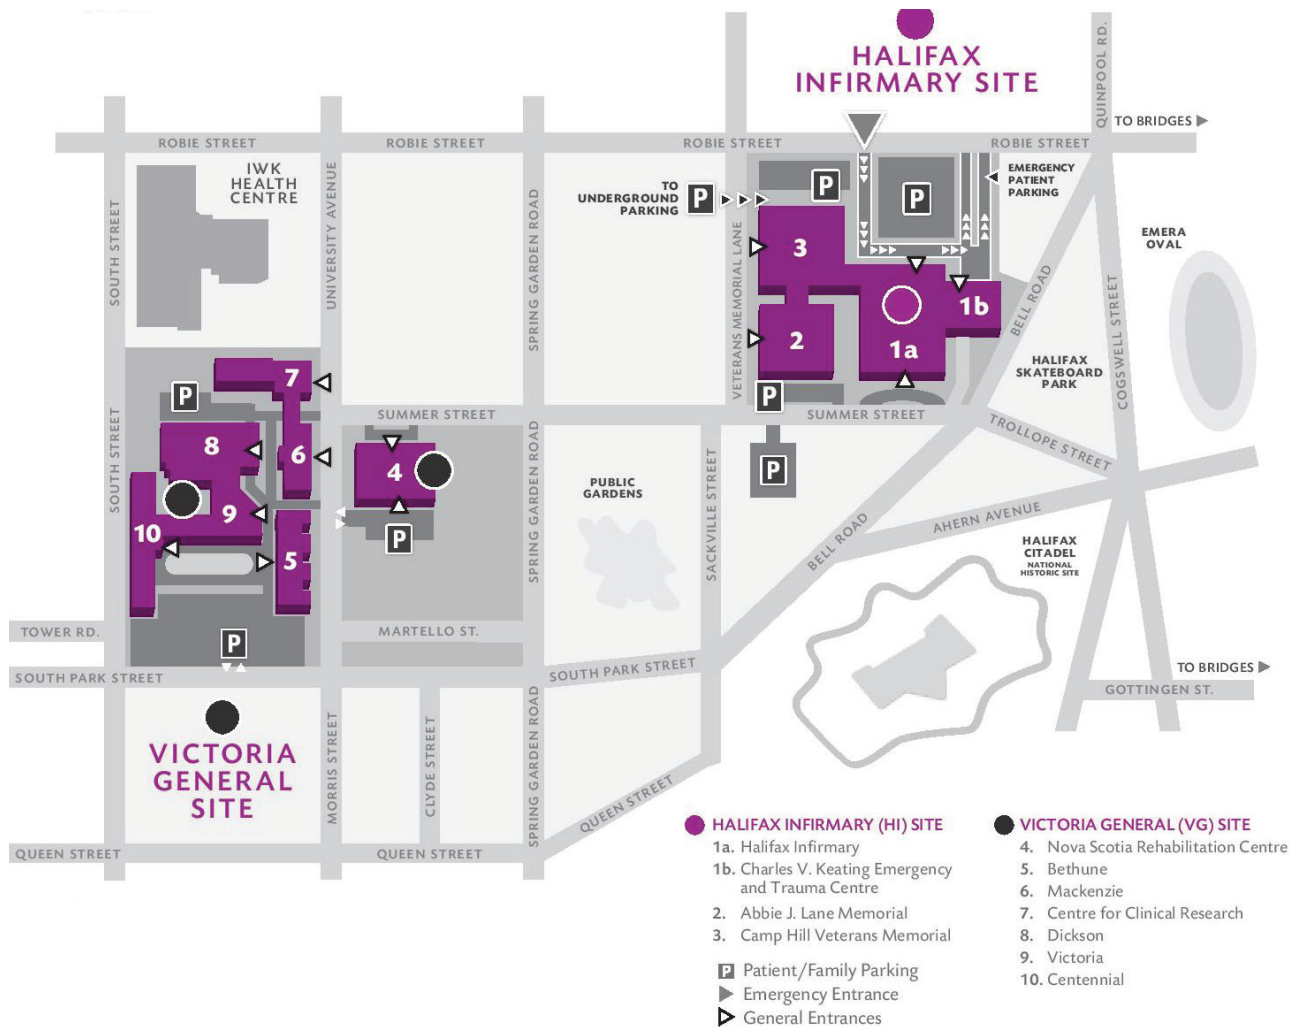 HALIFAX
INFIRMARY SITE
QUINPOOL RD.
TO BRIDGES
ROBIE STREET
ROBIE STREET
ROBIE STREET
ROBIE STREET
IWK
HEALTH
CENTRE
SOUTH STREET
UNIVERSITY AVENUE
SPRING GARDEN ROAD
TO
UNDERGROUND
PARKING
P
P
P
EMERGENCY
PATIENT
PARKING
VETERANS MEMORIAL LANE
3
2
1a
1b
BELL ROAD
COGSWELL STREET
EMERA
OVAL
HALIFAX
SKATEBOARD
PARK
7
P
SUMMER STREET
P
SUMMER STREET
TROLLOPE STREET
SOUTH STREET
8
6
4
SPRING GARDEN ROAD
PUBLIC
GARDENS
SACKVILLE STREET
P
BELL ROAD
AHERN AVENUE
9
10
5
P
HALIFAX
CITADEL
NATIONAL
HISTORIC SITE
TOWER RD.
P
MARTELLO ST.
SOUTH PARK STREET
SOUTH PARK STREET
TO BRIDGES
GOTTINGEN ST.
VICTORIA
GENERAL
SITE
MORRIS STREET
CLYDE STREET
SPRING GARDEN ROAD
QUEEN STREET
QUEEN STREET
QUEEN STREET
HALIFAX INFIRMARY (HI) SITE
1a. Halifax Infirmary
1b. Charles V. Keating Emergency
and Trauma Centre
2. Abbie J. Lane Memorial
3. Camp Hill Veterans Memorial
P Patient/Family Parking
Emergency Entrance
General Entrances
VICTORIA GENERAL (VG) SITE
4. Nova Scotia Rehabilitation Centre
5. Bethune
6. Mackenzie
7. Centre for Clinical Research
8. Dickson
9. Victoria
10. Centennial